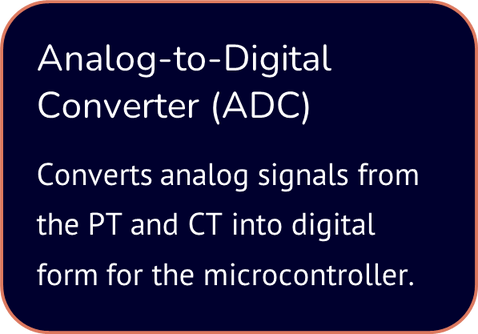 Analog-to-Digital
Converter (ADC)
Converts analog signals from
the PT and CT into digital
form for the microcontroller.